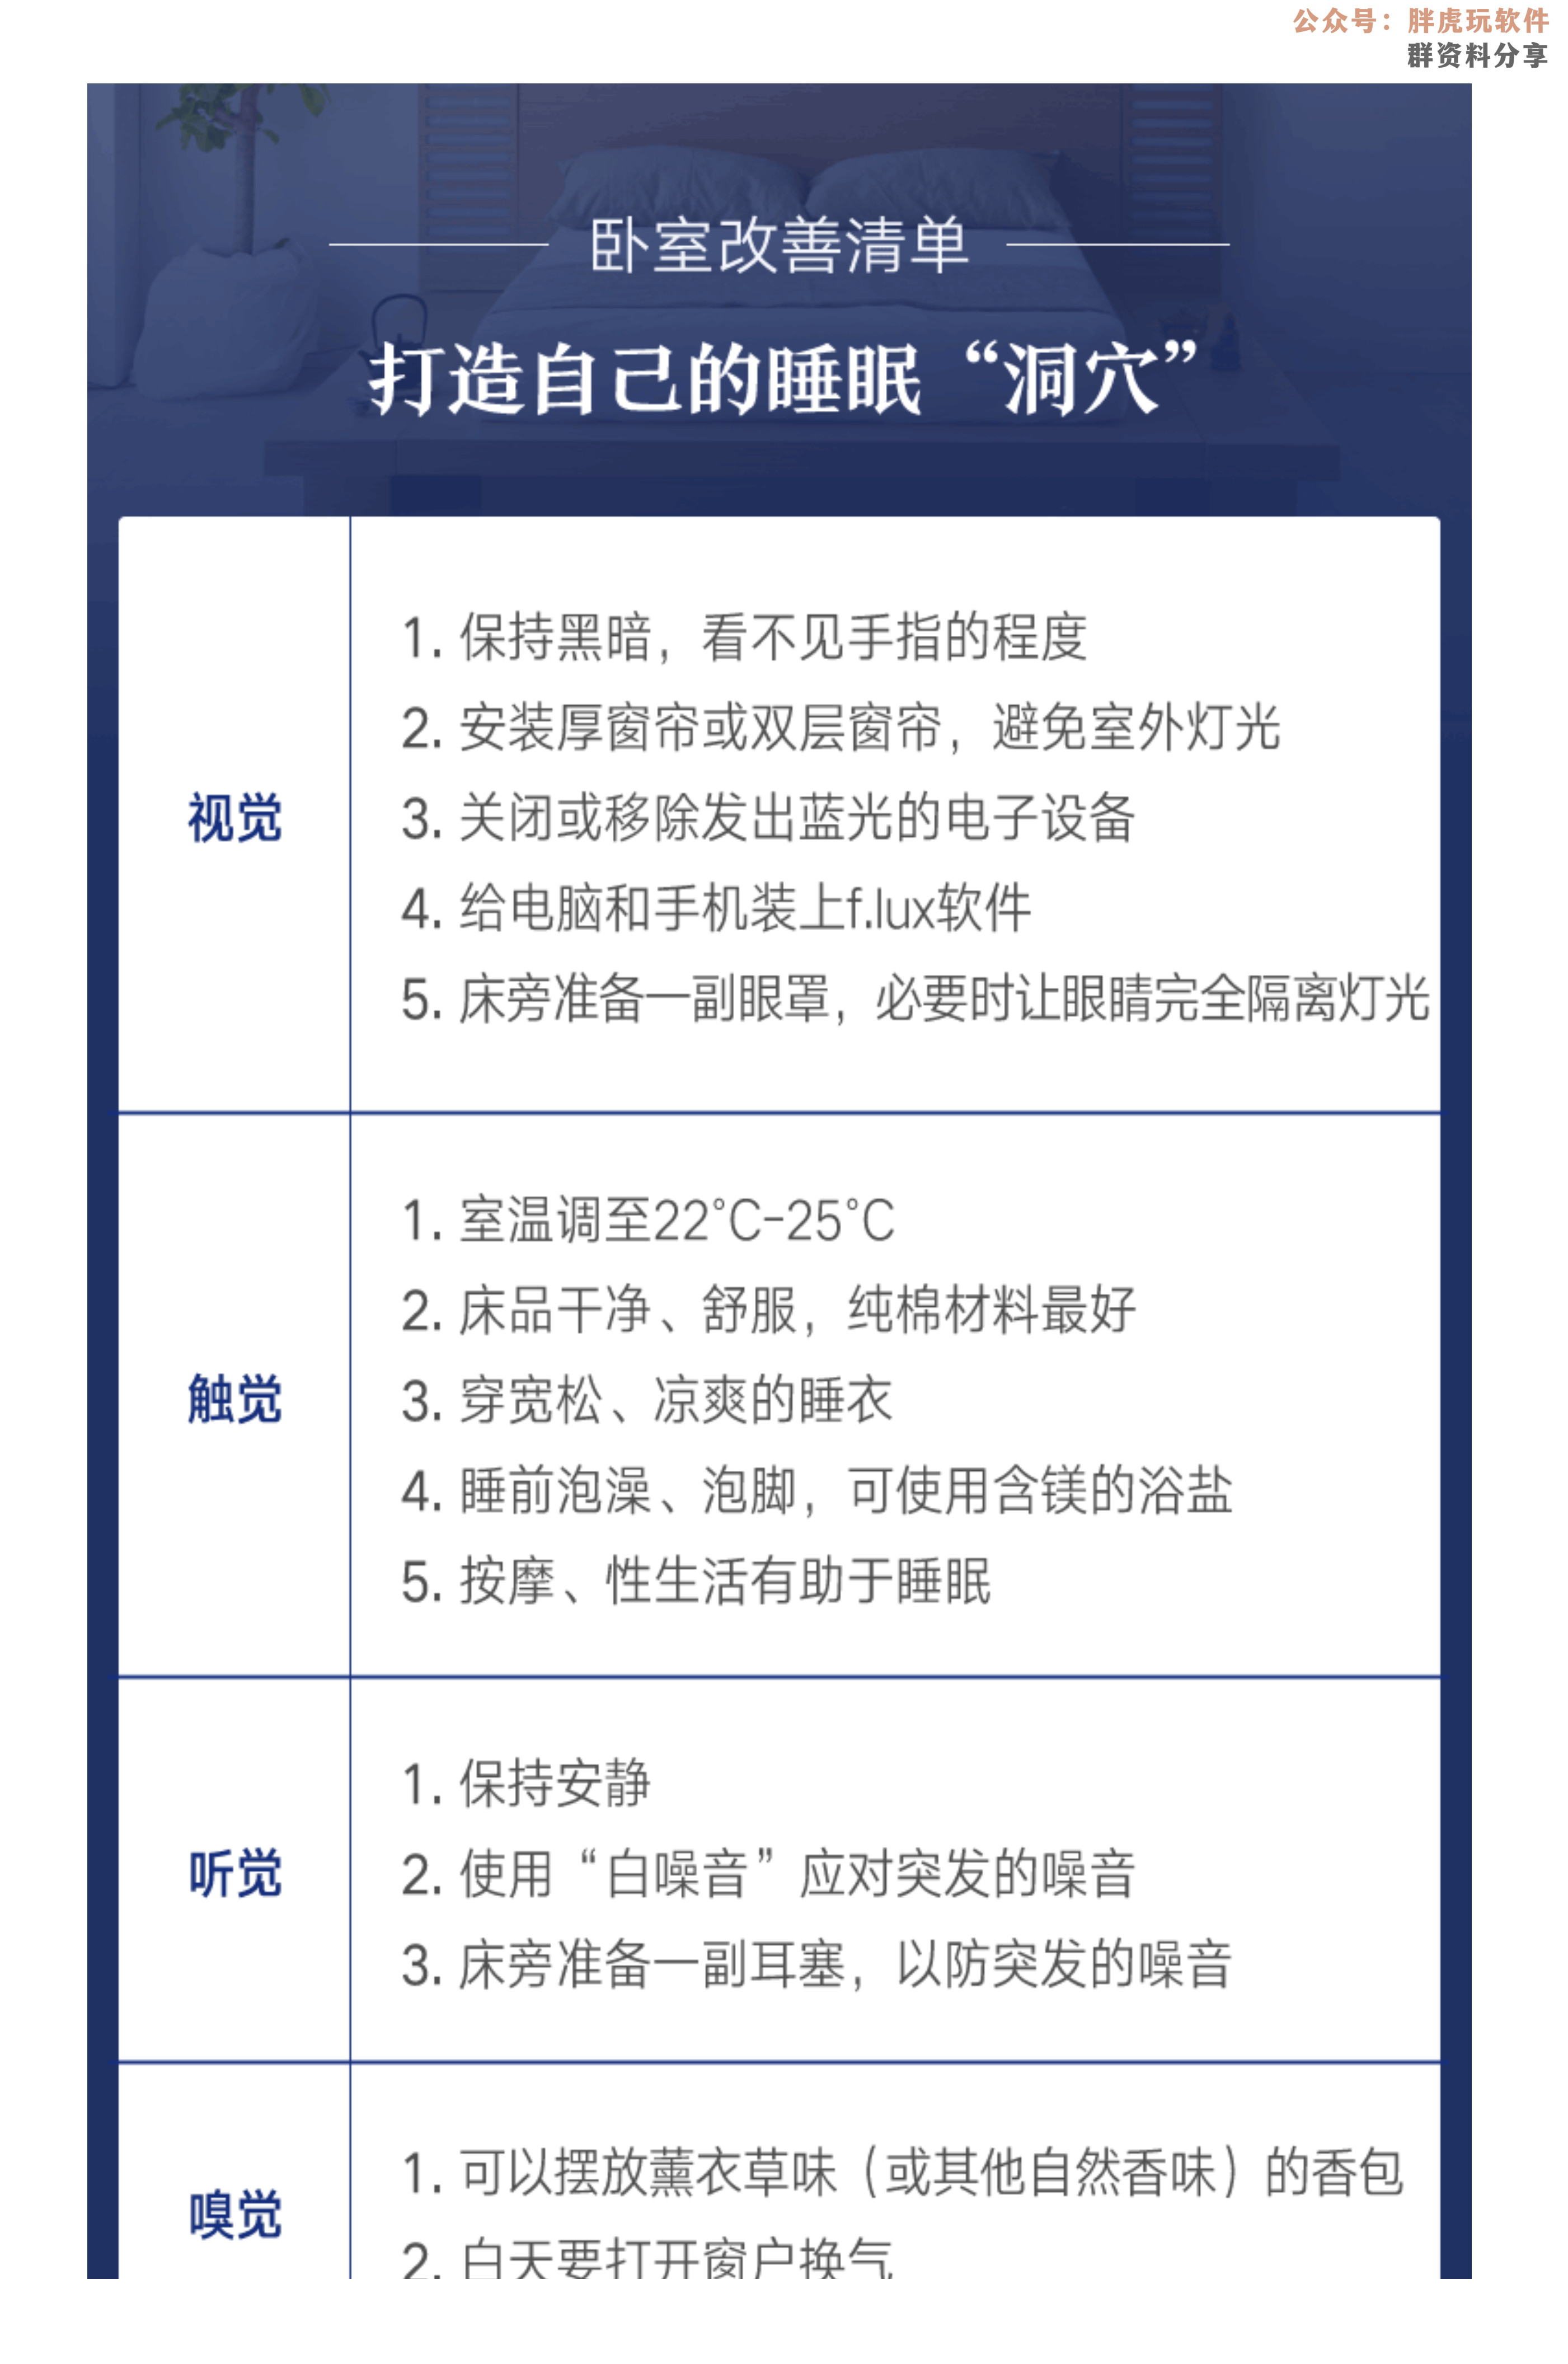 公众号：胖虎玩软件
群资料分享
卧室改善清单
打造自己的睡眠“洞穴”
视觉
1. 保持黑暗，看不见手指的程度
2. 安装厚窗帘或双层窗帘，避免室外灯光
3. 关闭或移除发出蓝光的电子设备
4. 给电脑和手机装上f.lux软件
5. 床旁准备一副眼罩，必要时让眼睛完全隔离灯光
触觉
1. 室温调至22°C-25°C
2. 床品干净、舒服，纯棉材料最好
3. 穿宽松、凉爽的睡衣
4. 睡前泡澡、泡脚，可使用含镁的浴盐
5. 按摩、性生活有助于睡眠
听觉
1. 保持安静
2. 使用“白噪音”应对突发的噪音
3. 床旁准备一副耳塞，以防突发的噪音
嗅觉
1. 可以摆放薰衣草味（或其他自然香味）的香包
2. 白天要打开窗户换气